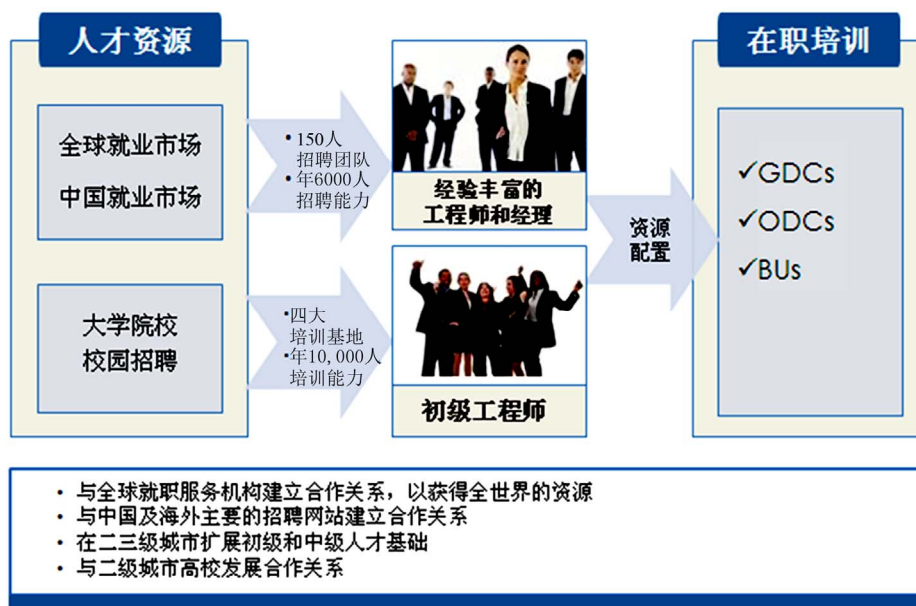 人才资源
全球就业市场
中国就业市场
大学院校
校园招聘
•150人
招聘团队
•年6000人
招聘能力
•四大
培训基地
•年10,000人
培训能力
经验丰富的
工程师和经理
初级工程师
资源
配置
在职培训
✓GDCs
✓ODCs
✓BUs
• 与全球就职服务机构建立合作关系，以获得全世界的资源
• 与中国及海外主要的招聘网站建立合作关系
• 在二三级城市扩展初级和中级人才基础
• 与二级城市高校发展合作关系